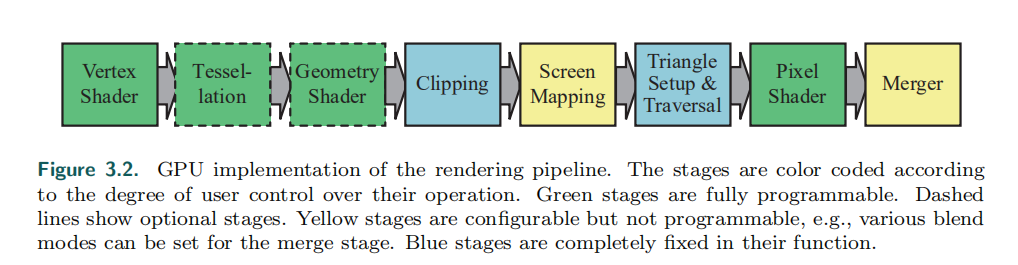 Vertex
Shader
Tessel-
lation
Geometry
Shader
Clipping
Screen
Mapping
Triangle
Setup &
Traversal
Pixel
Shader
Merger
Figure 3.2. GPU implementation of the rendering pipeline. The stages are color coded according
to the degree of user control over their operation. Green stages are fully programmable. Dashed
lines show optional stages. Yellow stages are configurable but not programmable, e.g., various blend
modes can be set for the merge stage. Blue stages are completely fixed in their function.